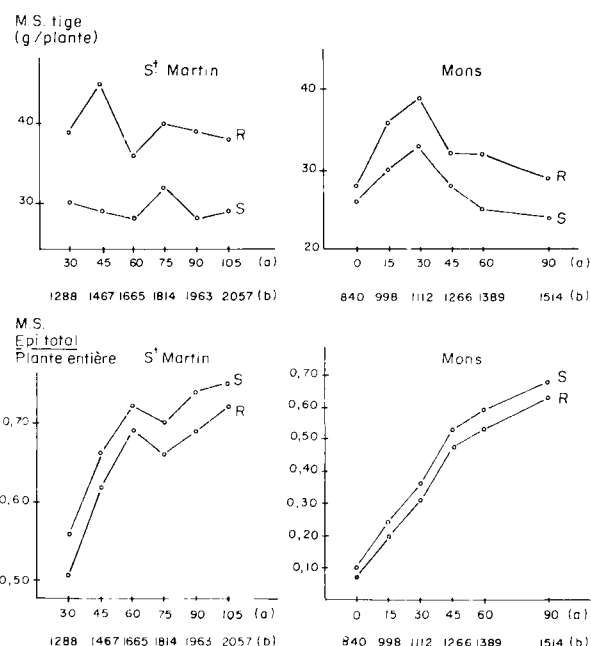 M.S. tige
(g/plante)
St Martin
40
30
R
S
30 45 60 75 90 105 (a)
1288 1467 1665 1814 1963 2057 (b)
Mons
40
30
20
R
S
0 15 30 45 60 90 (a)
840 998 1112 1266 1389 1514 (b)
M.S.
Epi total
Plante entière
St Martin
0,70
0,60
0,50
S
R
30 45 60 75 90 105 (a)
1288 1467 1665 1814 1963 2057 (b)
Mons
0,70
0,60
0,50
0,30
0,20
0,10
S
R
0 15 30 45 60 90 (a)
840 998 1112 1266 1389 1514 (b)